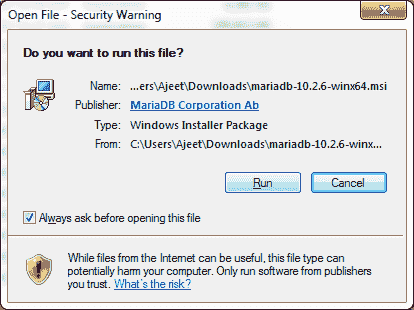 Open File - Security Warning
Do you want to run this file?
Name: ...ers\Ajeet\Downloads\mariadb-10.2.6-winx64.msi
Publisher: MariaDB Corporation Ab
Type: Windows Installer Package
From: C:\Users\Ajeet\Downloads\mariadb-10.2.6-winx...
Run Cancel
Always ask before opening this file
While files from the Internet can be useful, this file type can
potentially harm your computer. Only run software from publishers
you trust. What's the risk?